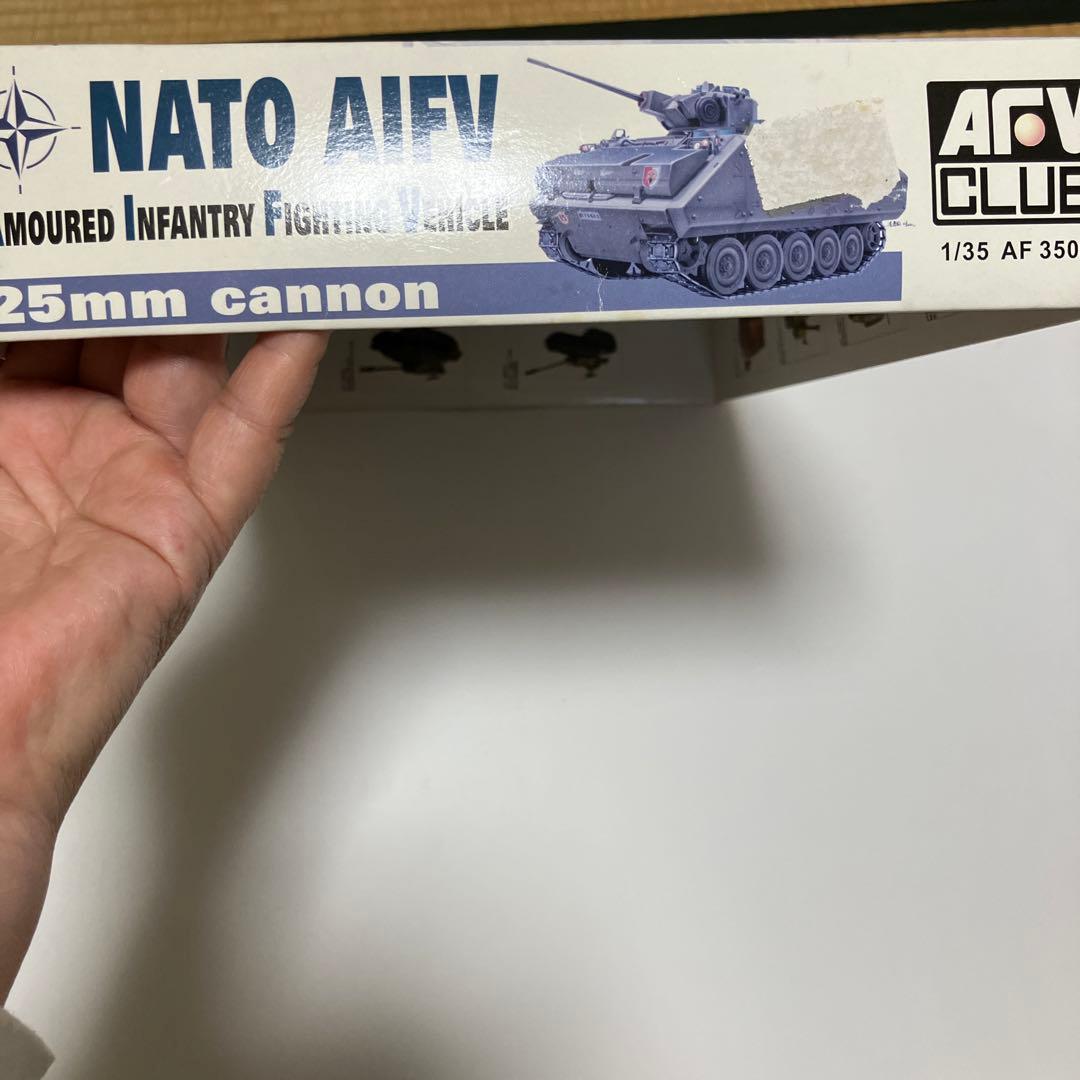 NATO AIFV
AMOURED INFANTRY FIGHTING VEHICLE
25mm cannon
AFV
CLUB
1/35 AF 350